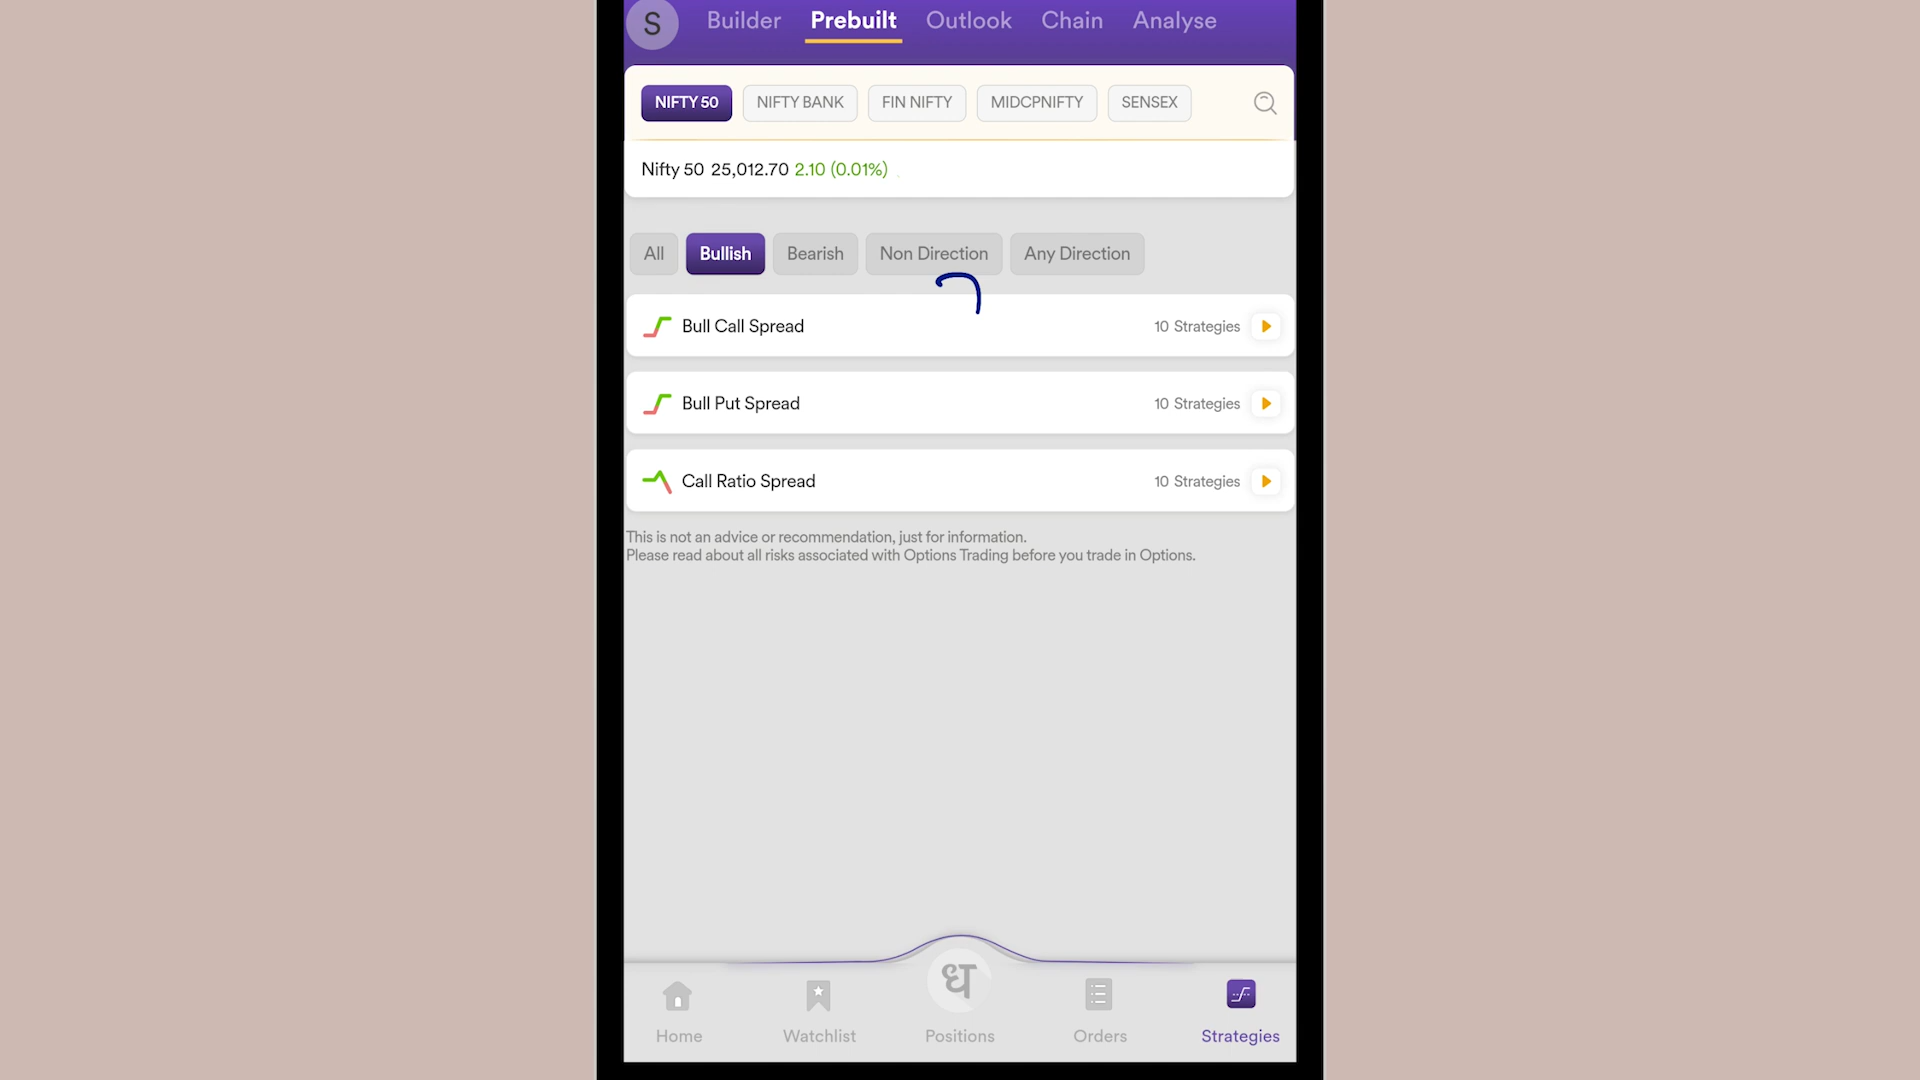 S Builder Prebuilt Outlook Chain Analyse
NIFTY 50 NIFTY BANK FIN NIFTY MIDCPNIFTY SENSEX
Nifty 50 25,012.70 2.10 (0.01%)
All Bullish Bearish Non Direction Any Direction
Bull Call Spread 10 Strategies
Bull Put Spread 10 Strategies
Call Ratio Spread 10 Strategies
This is not an advice or recommendation, just for information.
Please read about all risks associated with Options Trading before you trade in Options.
ध
Home Watchlist Positions Orders Strategies